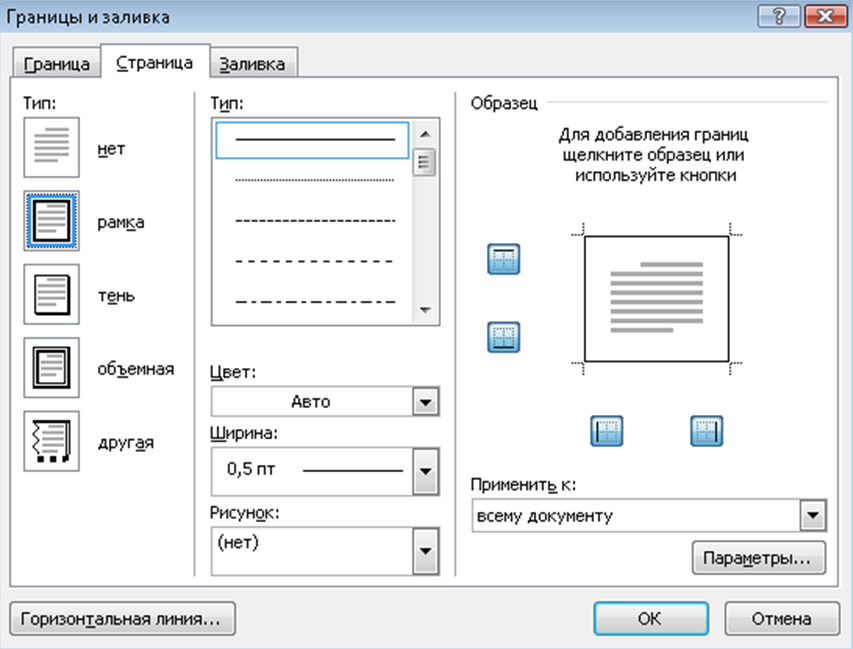 Границы и заливка
Граница
Страница
Заливка
Тип:
нет
рамка
тень
объемная
другая
Тип:
Цвет:
Авто
Ширина:
0,5 пт
Рисунок:
(нет)
Образец
Для добавления границ
щелкните образец или
используйте кнопки
Применить к:
всему документу
Параметры...
Горизонтальная линия...
ОК
Отмена